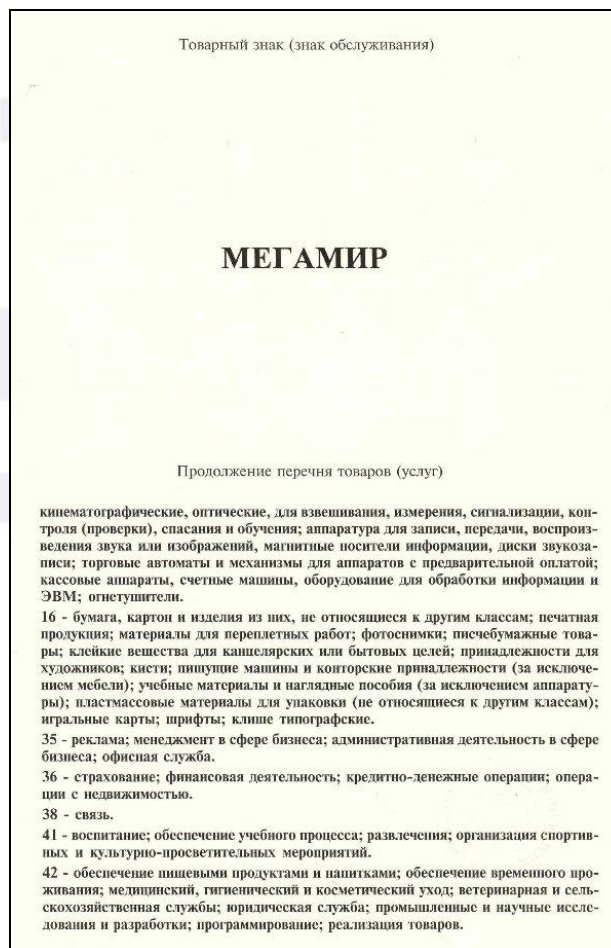 Товарный знак (знак обслуживания)
МЕГАМИР
Продолжение перечня товаров (услуг)
кинематографические, оптические, для взвешивания, измерения, сигнализации, кон-
троля (проверки), спасания и обучения; аппаратура для записи, передачи, воспроиз-
ведения звука или изображений, магнитные носители информации, диски звукоза-
писи; торговые автоматы и механизмы для аппаратов с предварительной оплатой;
кассовые аппараты, счетные машины, оборудование для обработки информации и
ЭВМ; огнетушители.
16 - бумага, картон и изделия из них, не относящиеся к другим классам; печатная
продукция; материалы для переплетных работ; фотоснимки; писчебумажные това-
ры; клейкие вещества для канцелярских или бытовых целей; принадлежности для
художников; кисти; пишущие машины и конторские принадлежности (за исключе-
нием мебели); учебные материалы и наглядные пособия (за исключением аппарату-
ры); пластмассовые материалы для упаковки (не относящиеся к другим классам);
игральные карты; шрифты; клише типографские.
35 - реклама; менеджмент в сфере бизнеса; административная деятельность в сфере
бизнеса; офисная служба.
36 - страхование; финансовая деятельность; кредитно-денежные операции; опера-
ции с недвижимостью.
38 - связь.
41 - воспитание; обеспечение учебного процесса; развлечения; организация спортив-
ных и культурно-просветительных мероприятий.
42 - обеспечение пищевыми продуктами и напитками; обеспечение временного про-
живания; медицинский, гигиенический и косметический уход; ветеринарная и сель-
скохозяйственная службы; юридическая служба; промышленные и научные иссле-
дования и разработки; программирование; реализация товаров.